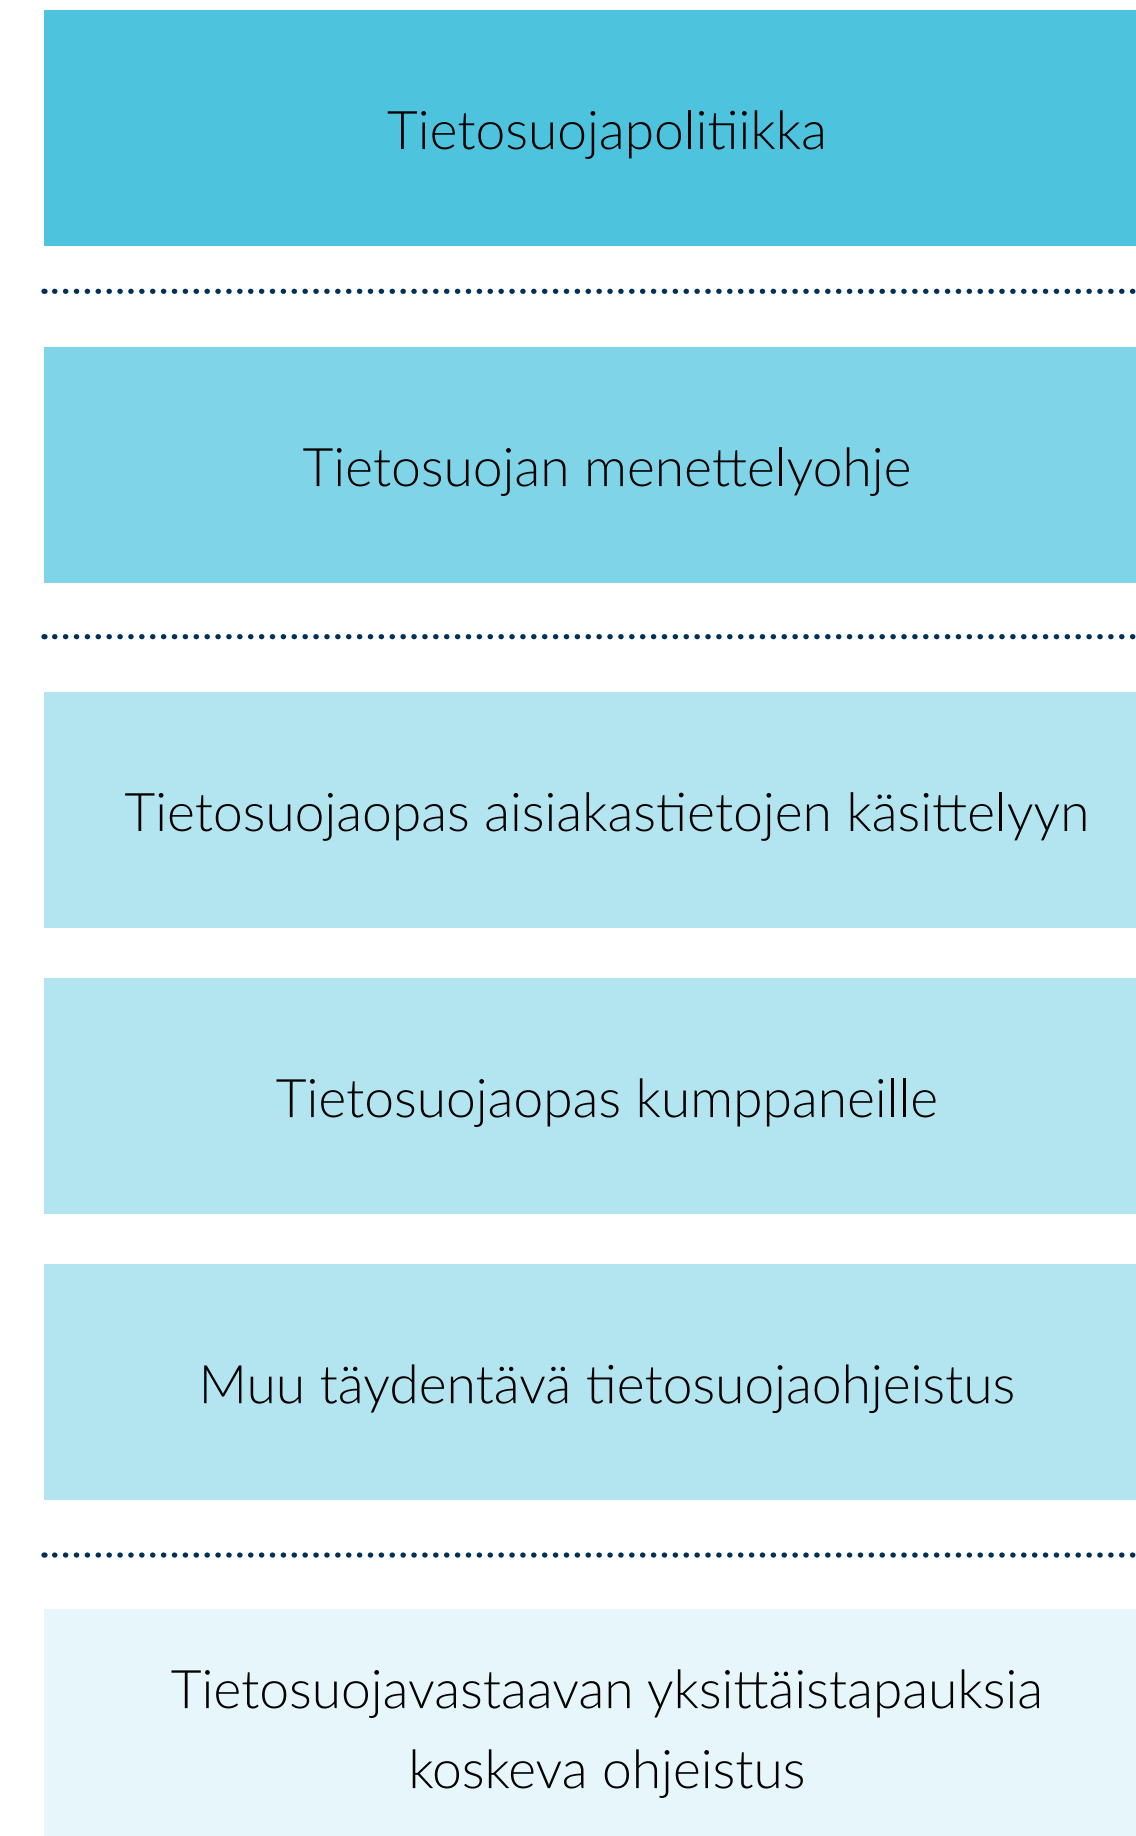 Tietosuojapolitiikka
Tietosuojan menettelyohje
Tietosuojaopas aisiakastietojen käsittelyyn
Tietosuojaopas kumppaneille
Muu täydentävä tietosuojaohjeistus
Tietosuojavastaavan yksittäistapauksia
koskeva ohjeistus